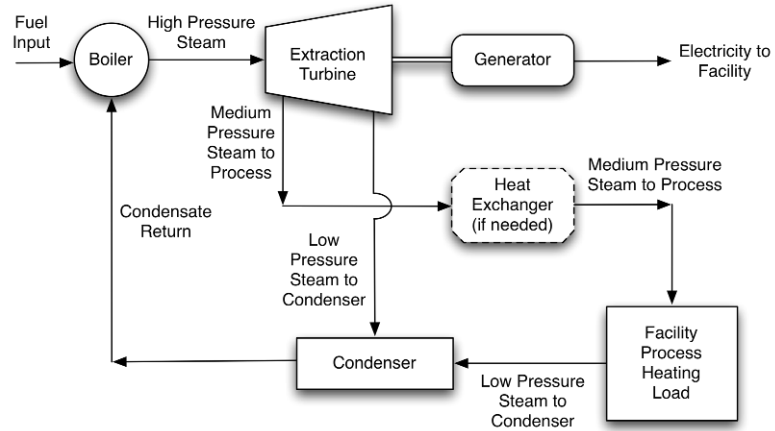 Fuel
Input
Boiler
High Pressure
Steam
Extraction
Turbine
Generator
Electricity to
Facility
Medium
Pressure
Steam to
Process
Heat
Exchanger
(if needed)
Medium Pressure
Steam to Process
Condensate
Return
Low
Pressure
Steam to
Condenser
Facility
Process
Heating
Load
Condenser
Low Pressure
Steam to
Condenser